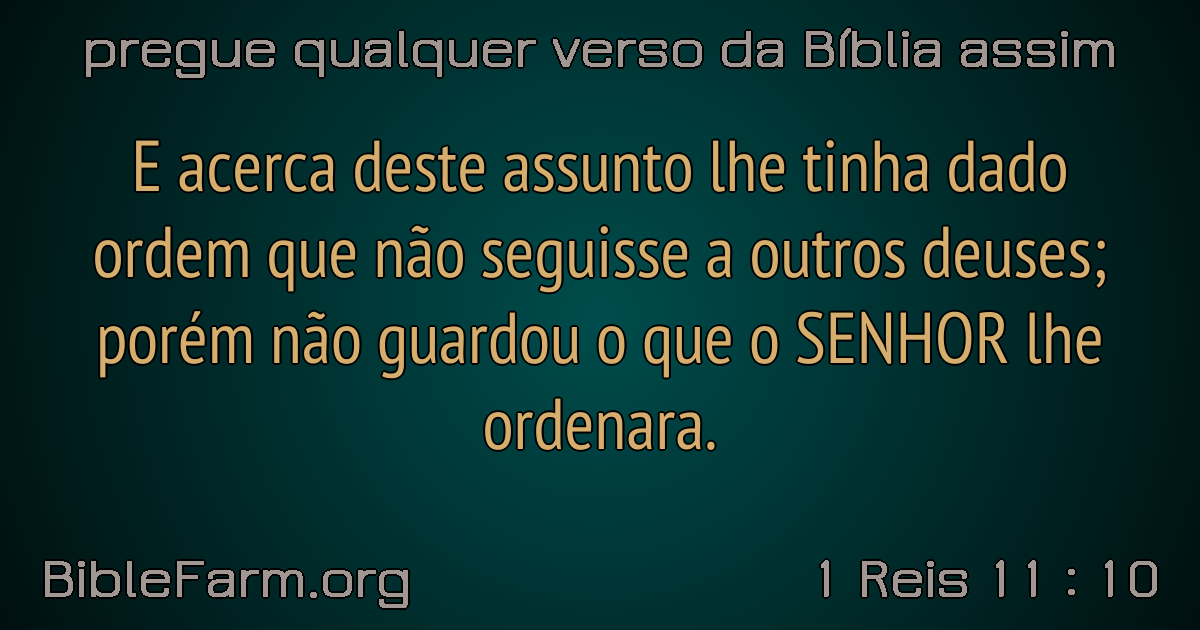 pregue qualquer verso da Bíblia assim
E acerca deste assunto lhe tinha dado
ordem que não seguisse a outros deuses;
porém não guardou o que o SENHOR lhe
ordenara.
BibleFarm.org
1 Reis 11 : 10